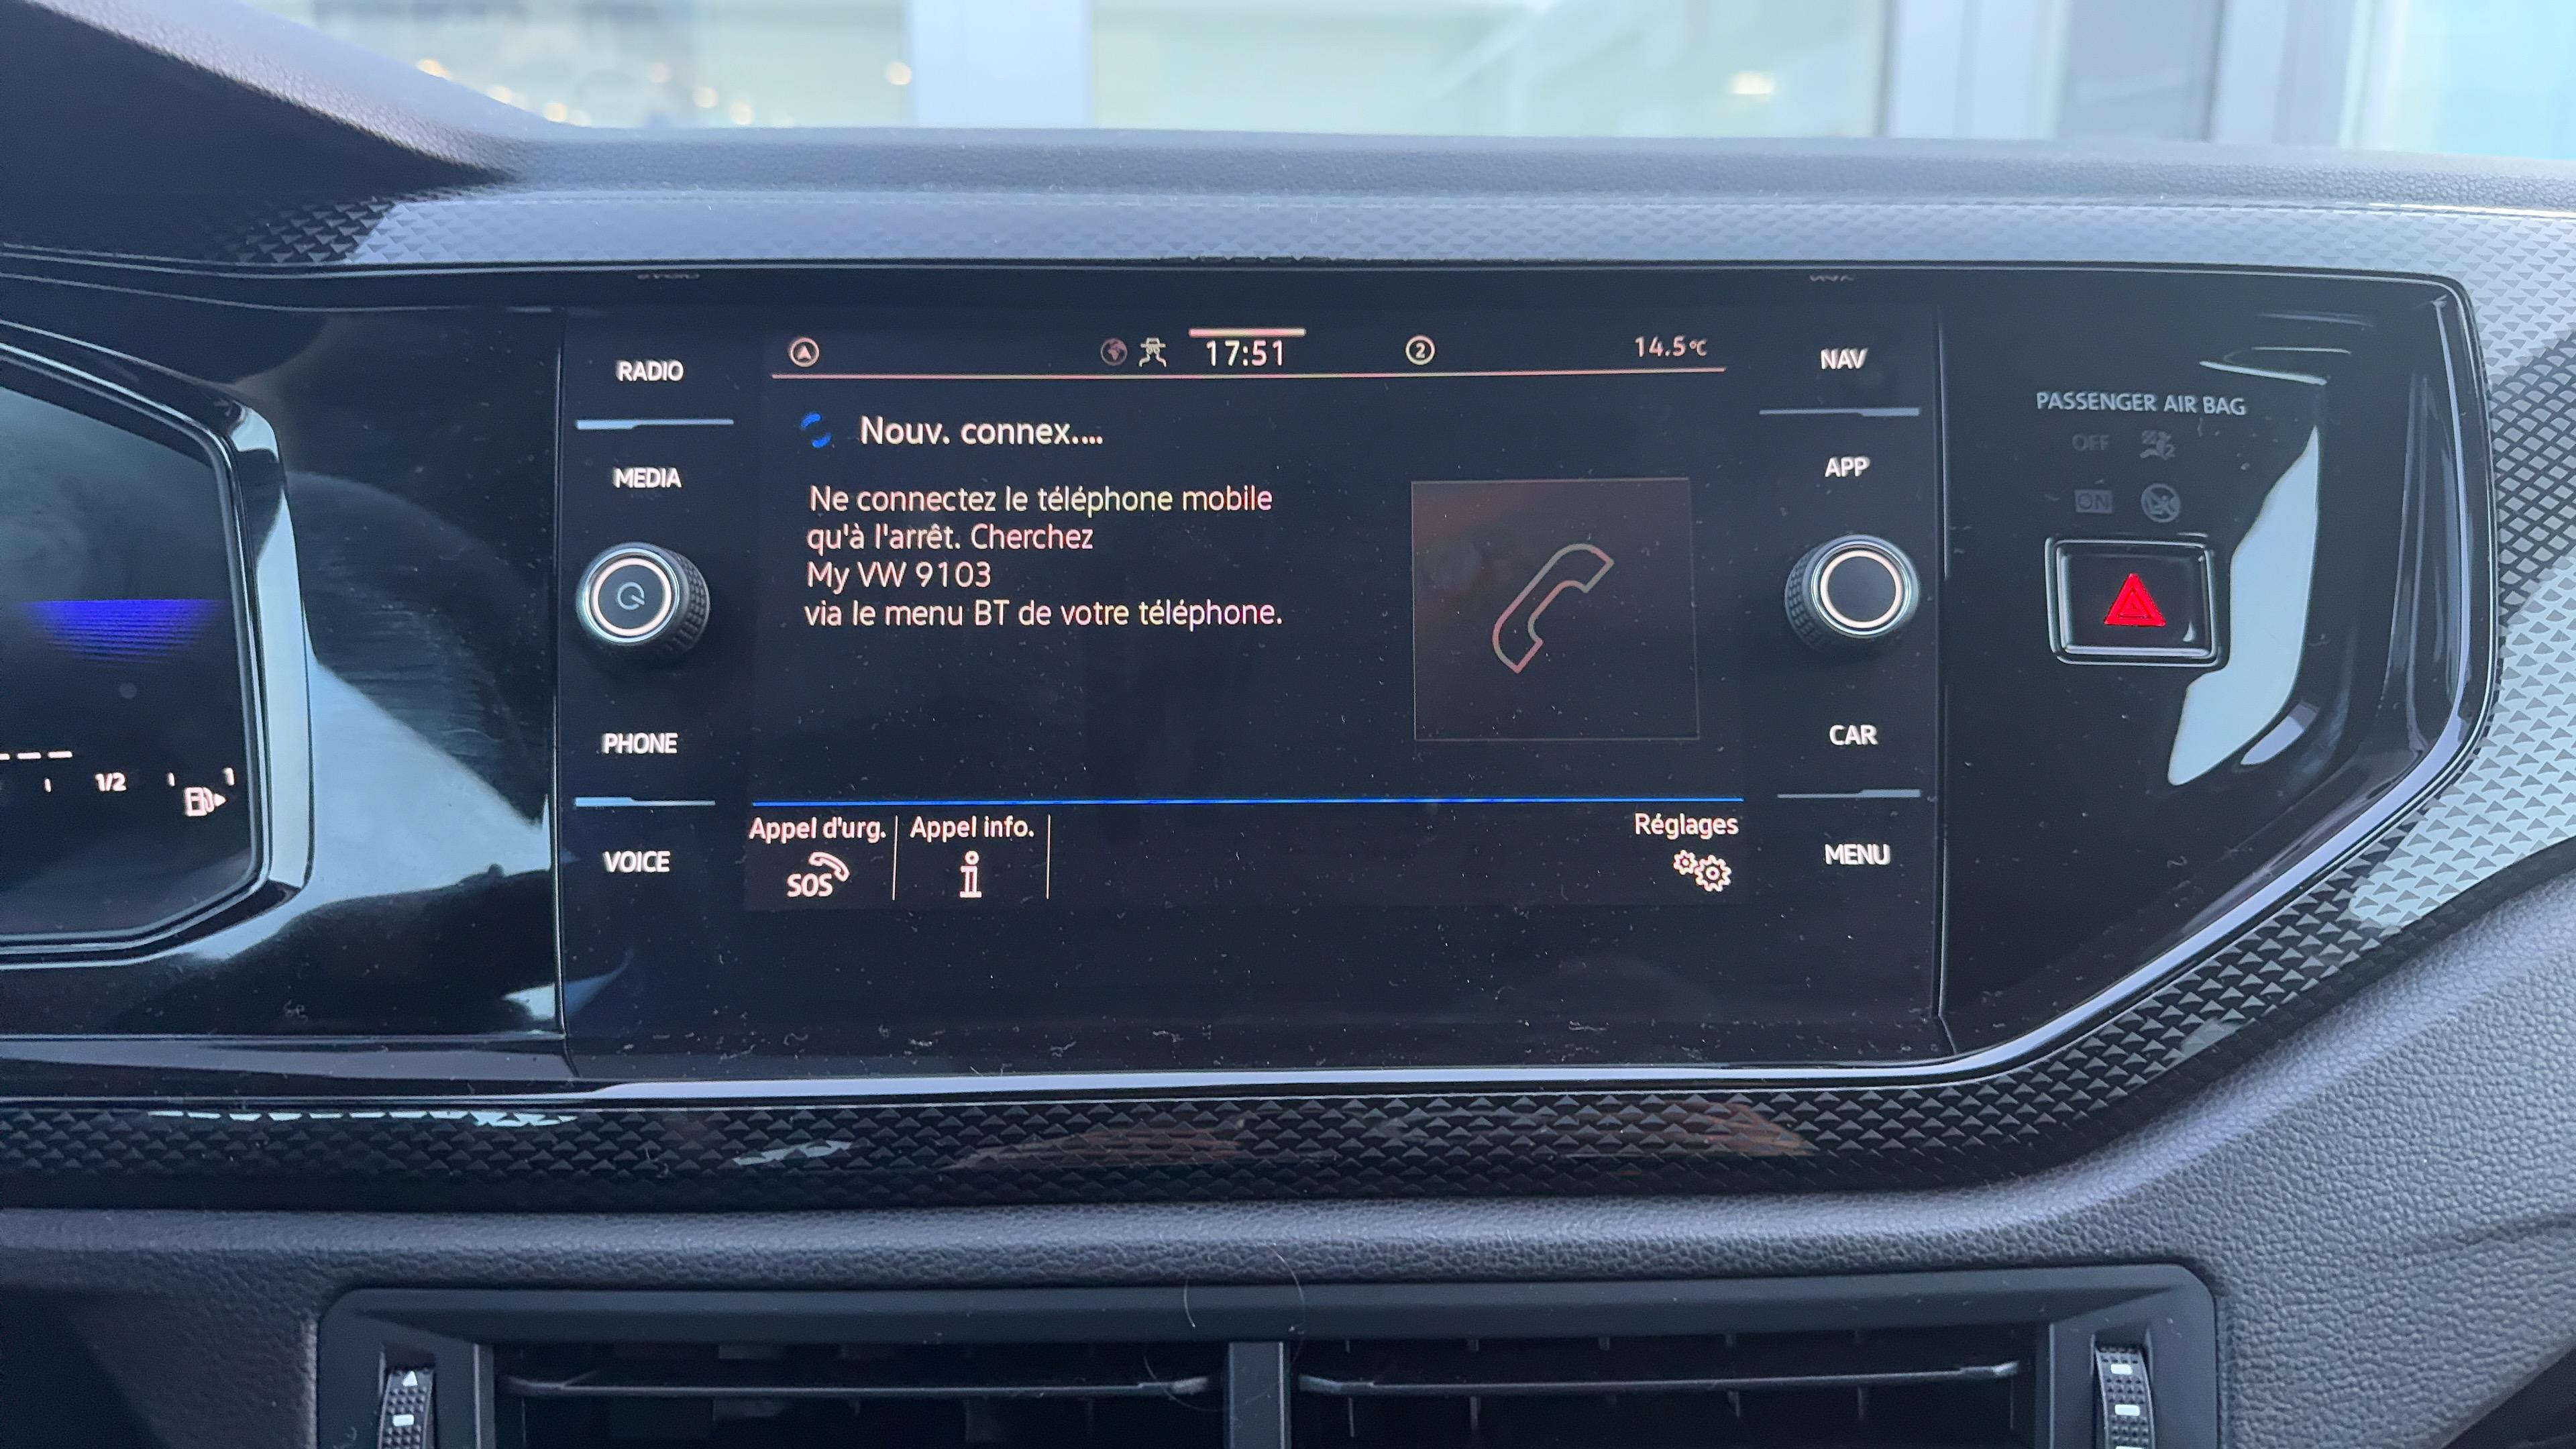 RADIO
MEDIA
PHONE
VOICE
17:51
2
14.5°C
Nouv. connex....
Ne connectez le téléphone mobile
qu'à l'arrêt. Cherchez
My VW 9103
via le menu BT de votre téléphone.
Appel d'urg.
SOS
Appel info.
i
Réglages
NAV
APP
CAR
MENU
PASSENGER AIR BAG
OFF
ON
1/2
1